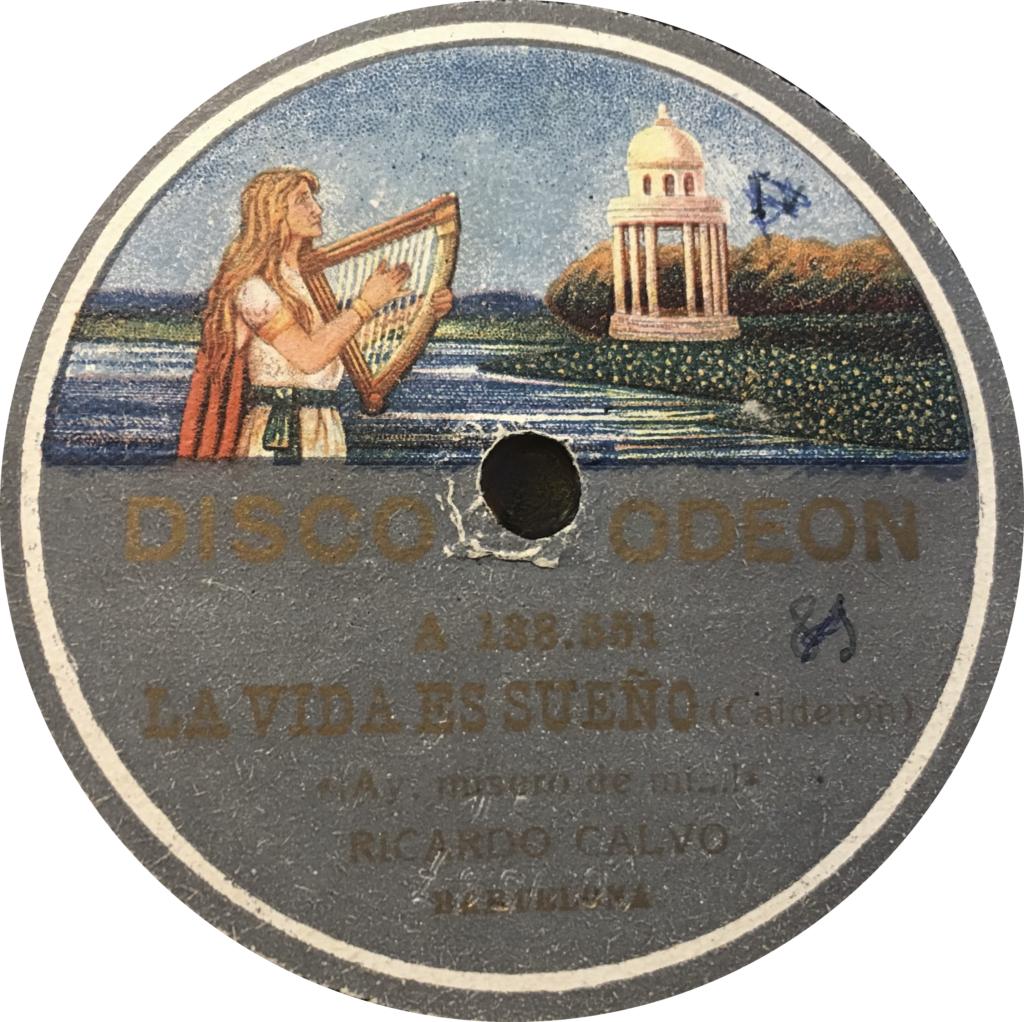 DISCO ODEON
A 138.551
LA VIDA ES SUEÑO (Calderón)
«¡Ay, mísero de mí...!»
RICARDO CALVO
BARCELONA